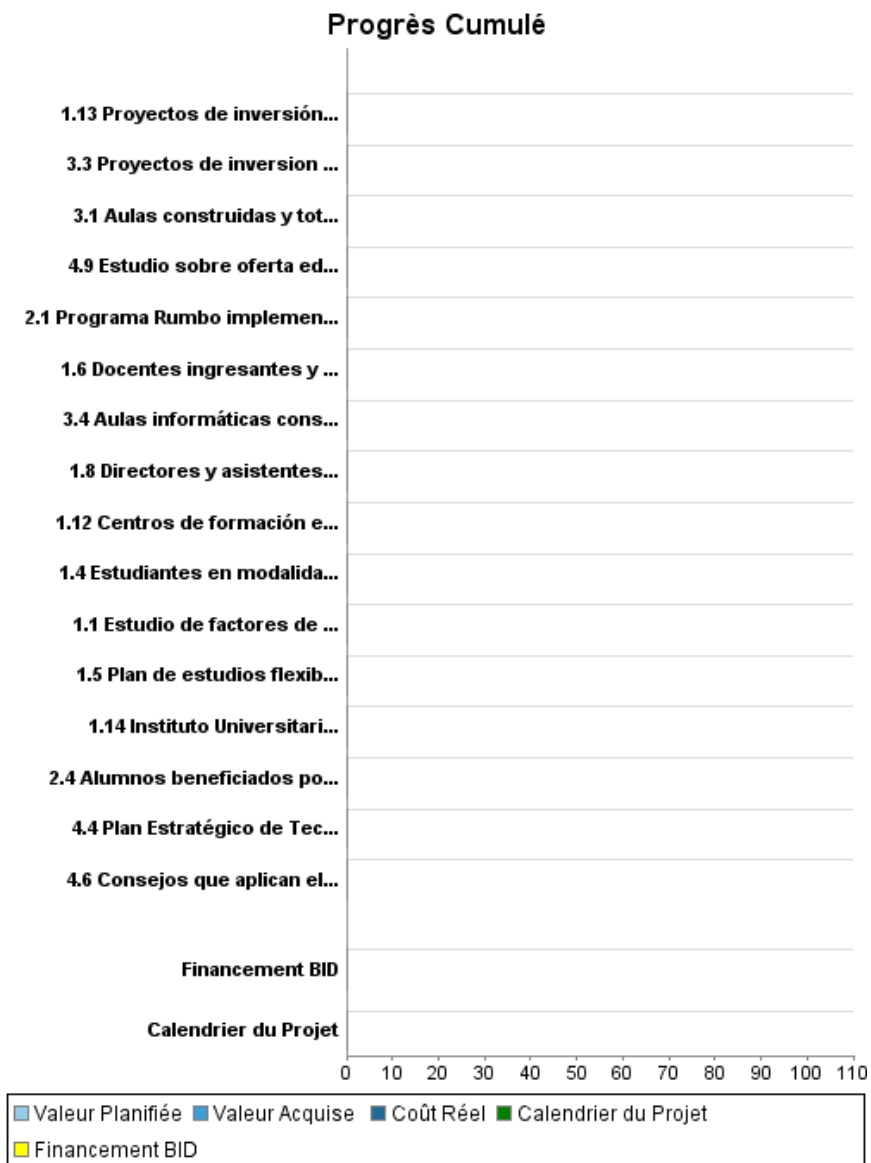 Progrès Cumulé
1.13 Proyectos de inversión...
3.3 Proyectos de inversion ...
3.1 Aulas construidas y tot...
4.9 Estudio sobre oferta ed...
2.1 Programa Rumbo implemen...
1.6 Docentes ingresantes y ...
3.4 Aulas informáticas cons...
1.8 Directores y asistentes...
1.12 Centros de formación e...
1.4 Estudiantes en modalida...
1.1 Estudio de factores de ...
1.5 Plan de estudios flexib...
1.14 Instituto Universitari...
2.4 Alumnos beneficiados po...
4.4 Plan Estratégico de Tec...
4.6 Consejos que aplican el...
Financement BID
Calendrier du Projet
0 10 20 30 40 50 60 70 80 90 100 110
Valeur Planifiée Valeur Acquise Coût Réel Calendrier du Projet
Financement BID